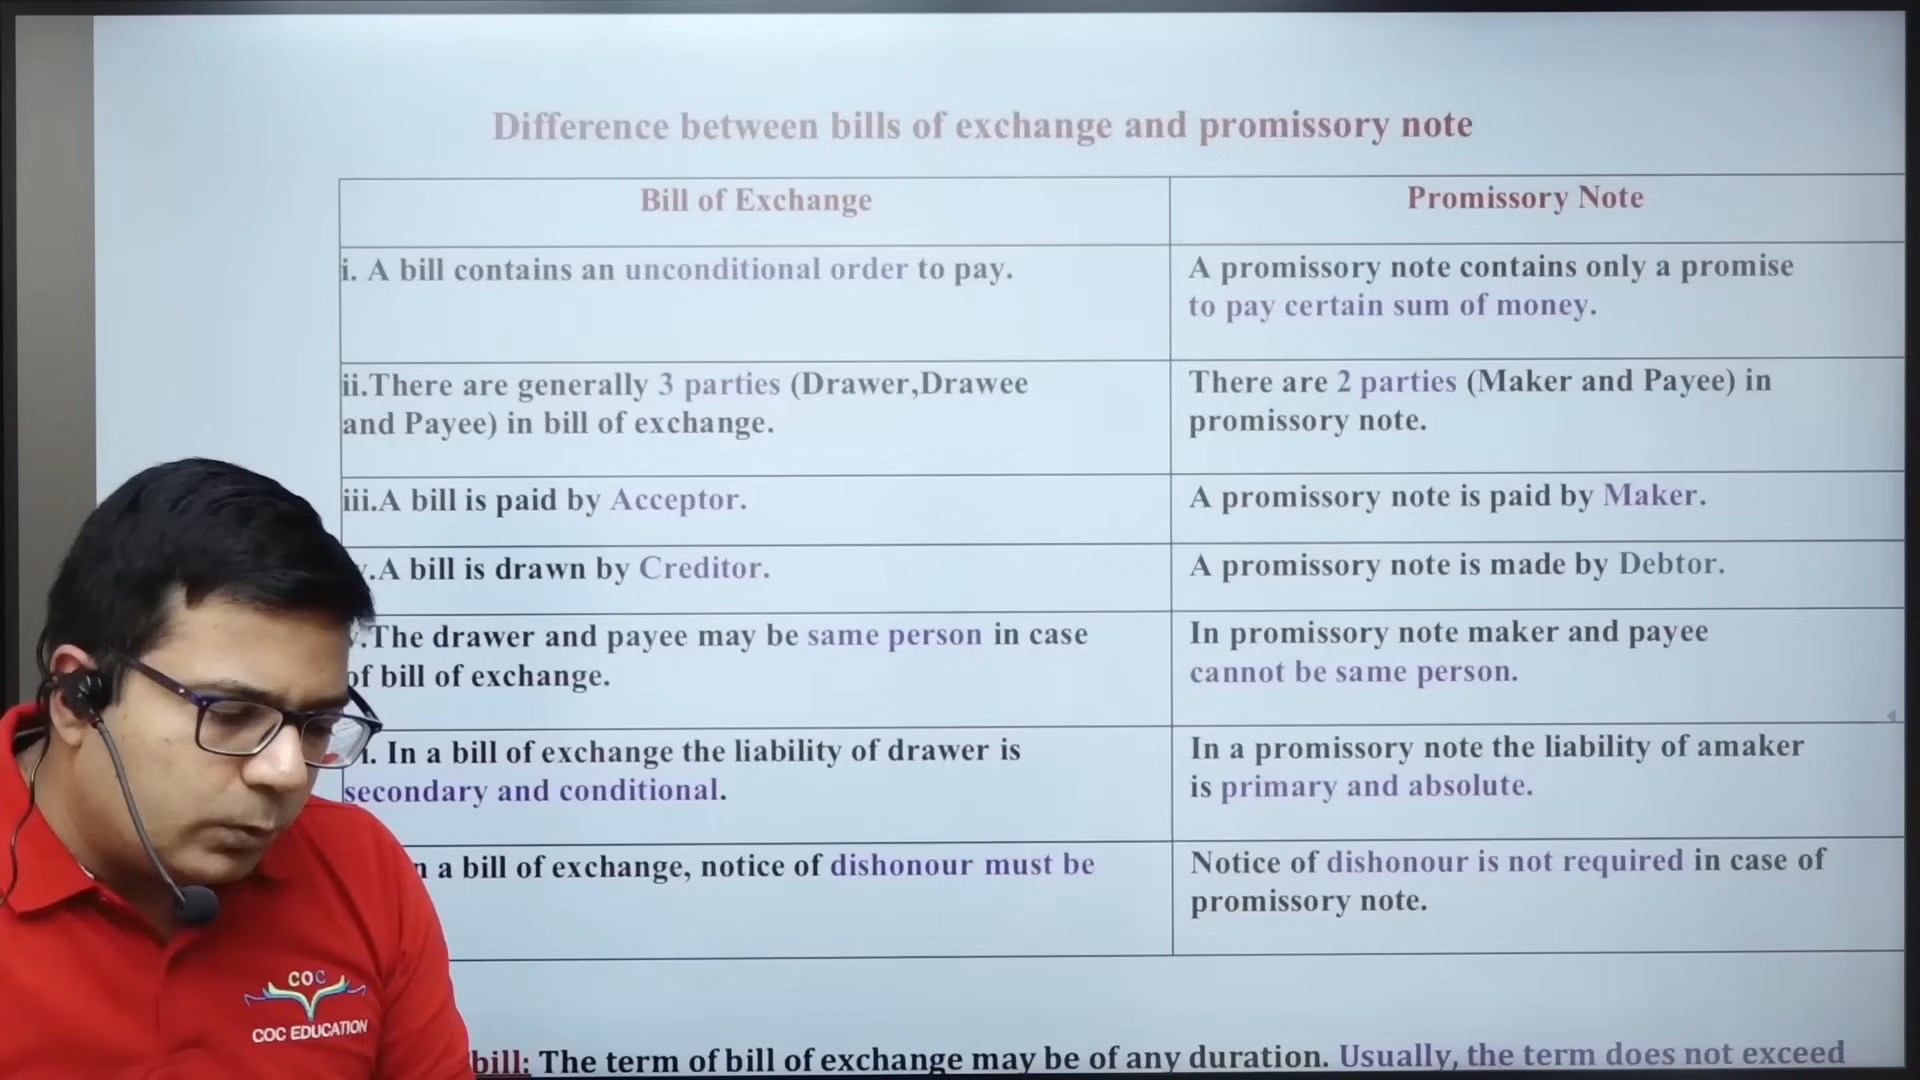 Difference between bills of exchange and promissory note
Bill of Exchange
Promissory Note
i. A bill contains an unconditional order to pay.
A promissory note contains only a promise
to pay certain sum of money.
ii.There are generally 3 parties (Drawer,Drawee
and Payee) in bill of exchange.
There are 2 parties (Maker and Payee) in
promissory note.
iii.A bill is paid by Acceptor.
A promissory note is paid by Maker.
.A bill is drawn by Creditor.
A promissory note is made by Debtor.
.The drawer and payee may be same person in case
of bill of exchange.
In promissory note maker and payee
cannot be same person.
. In a bill of exchange the liability of drawer is
secondary and conditional.
In a promissory note the liability of amaker
is primary and absolute.
a bill of exchange, notice of dishonour must be
Notice of dishonour is not required in case of
promissory note.
bill: The term of bill of exchange may be of any duration. Usually, the term does not exceed
COC
COC EDUCATION